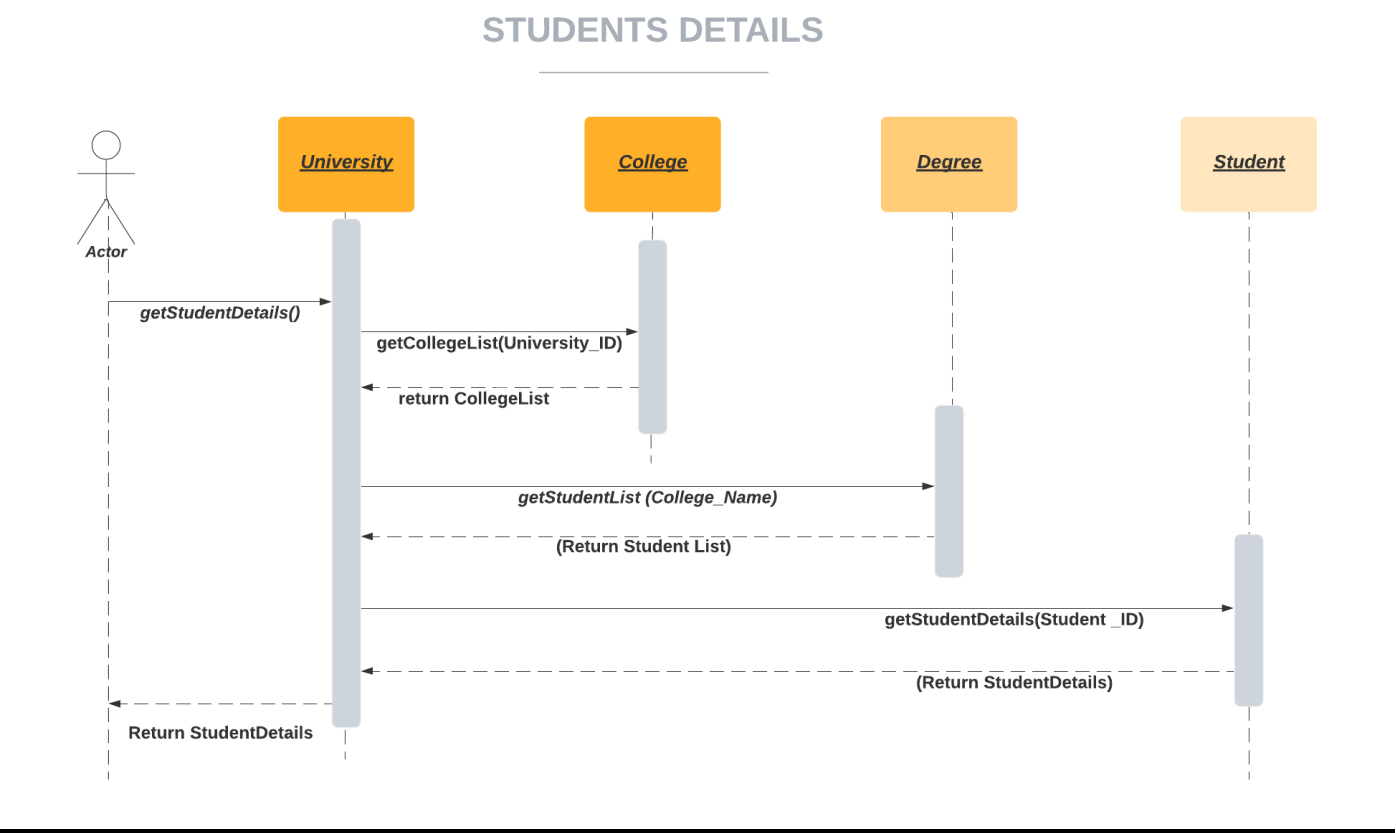 STUDENTS DETAILS
University
College
Degree
Student
Actor
getStudentDetails()
getCollegeList(University_ID)
return CollegeList
getStudentList (College_Name)
(Return Student List)
getStudentDetails(Student _ID)
(Return StudentDetails)
Return StudentDetails